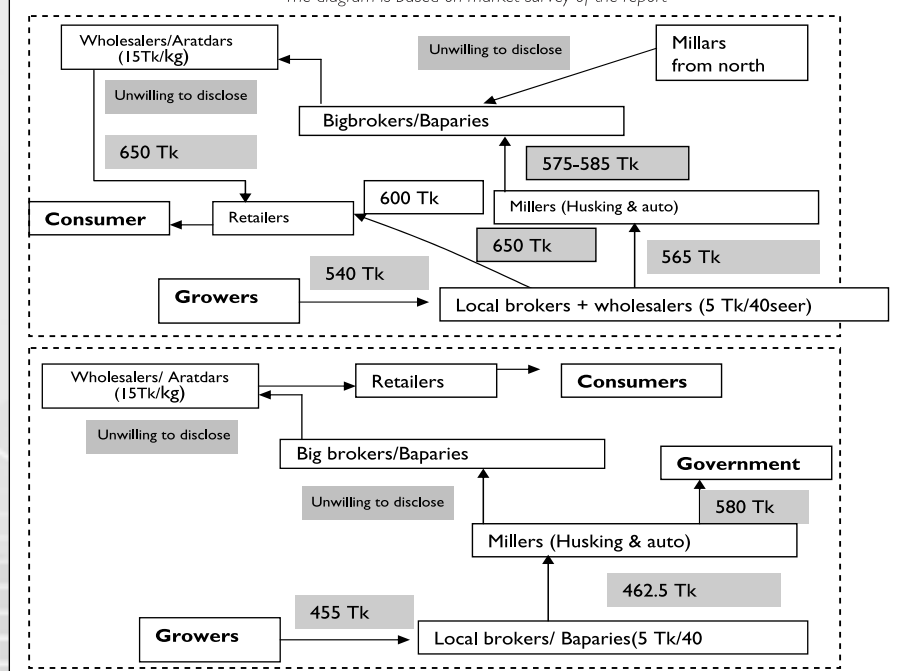 The diagram is based on market survey of the report
Wholesalers/Aratdars
(15Tk/kg)
Unwilling to disclose
Millars
from north
Unwilling to disclose
Bigbrokers/Baparies
650 Tk
575-585 Tk
600 Tk
Millers (Husking & auto)
Consumer
Retailers
650 Tk
565 Tk
540 Tk
Growers
Local brokers + wholesalers (5 Tk/40seer)
Wholesalers/ Aratdars
(15Tk/kg)
Retailers
Consumers
Unwilling to disclose
Big brokers/Baparies
Government
Unwilling to disclose
580 Tk
Millers (Husking & auto)
462.5 Tk
455 Tk
Growers
Local brokers/ Baparies(5 Tk/40